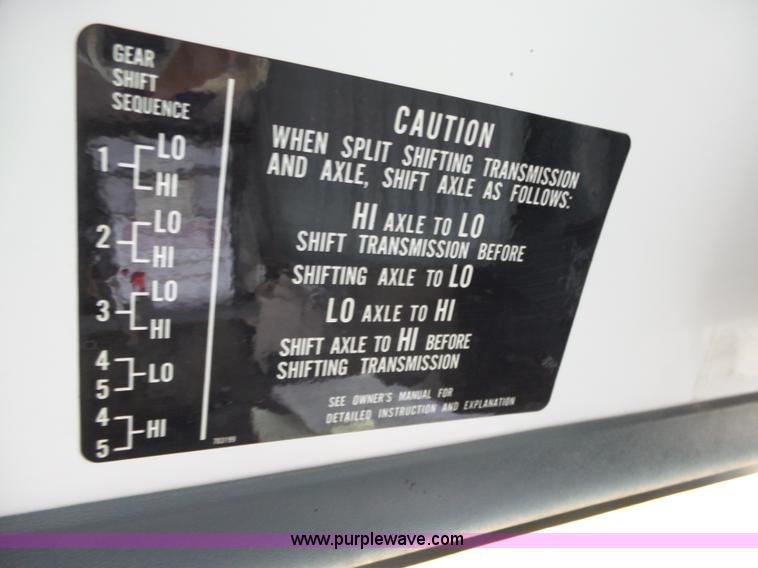 GEAR
SHIFT
SEQUENCE
1 LO
HI
2 LO
HI
3 LO
HI
4
5 LO
4
5 HI
CAUTION
WHEN SPLIT SHIFTING TRANSMISSION
AND AXLE, SHIFT AXLE AS FOLLOWS:
HI AXLE TO LO
SHIFT TRANSMISSION BEFORE
SHIFTING AXLE TO LO
LO AXLE TO HI
SHIFT AXLE TO HI BEFORE
SHIFTING TRANSMISSION
SEE OWNER'S MANUAL FOR
DETAILED INSTRUCTION AND EXPLANATION
www.purplewave.com